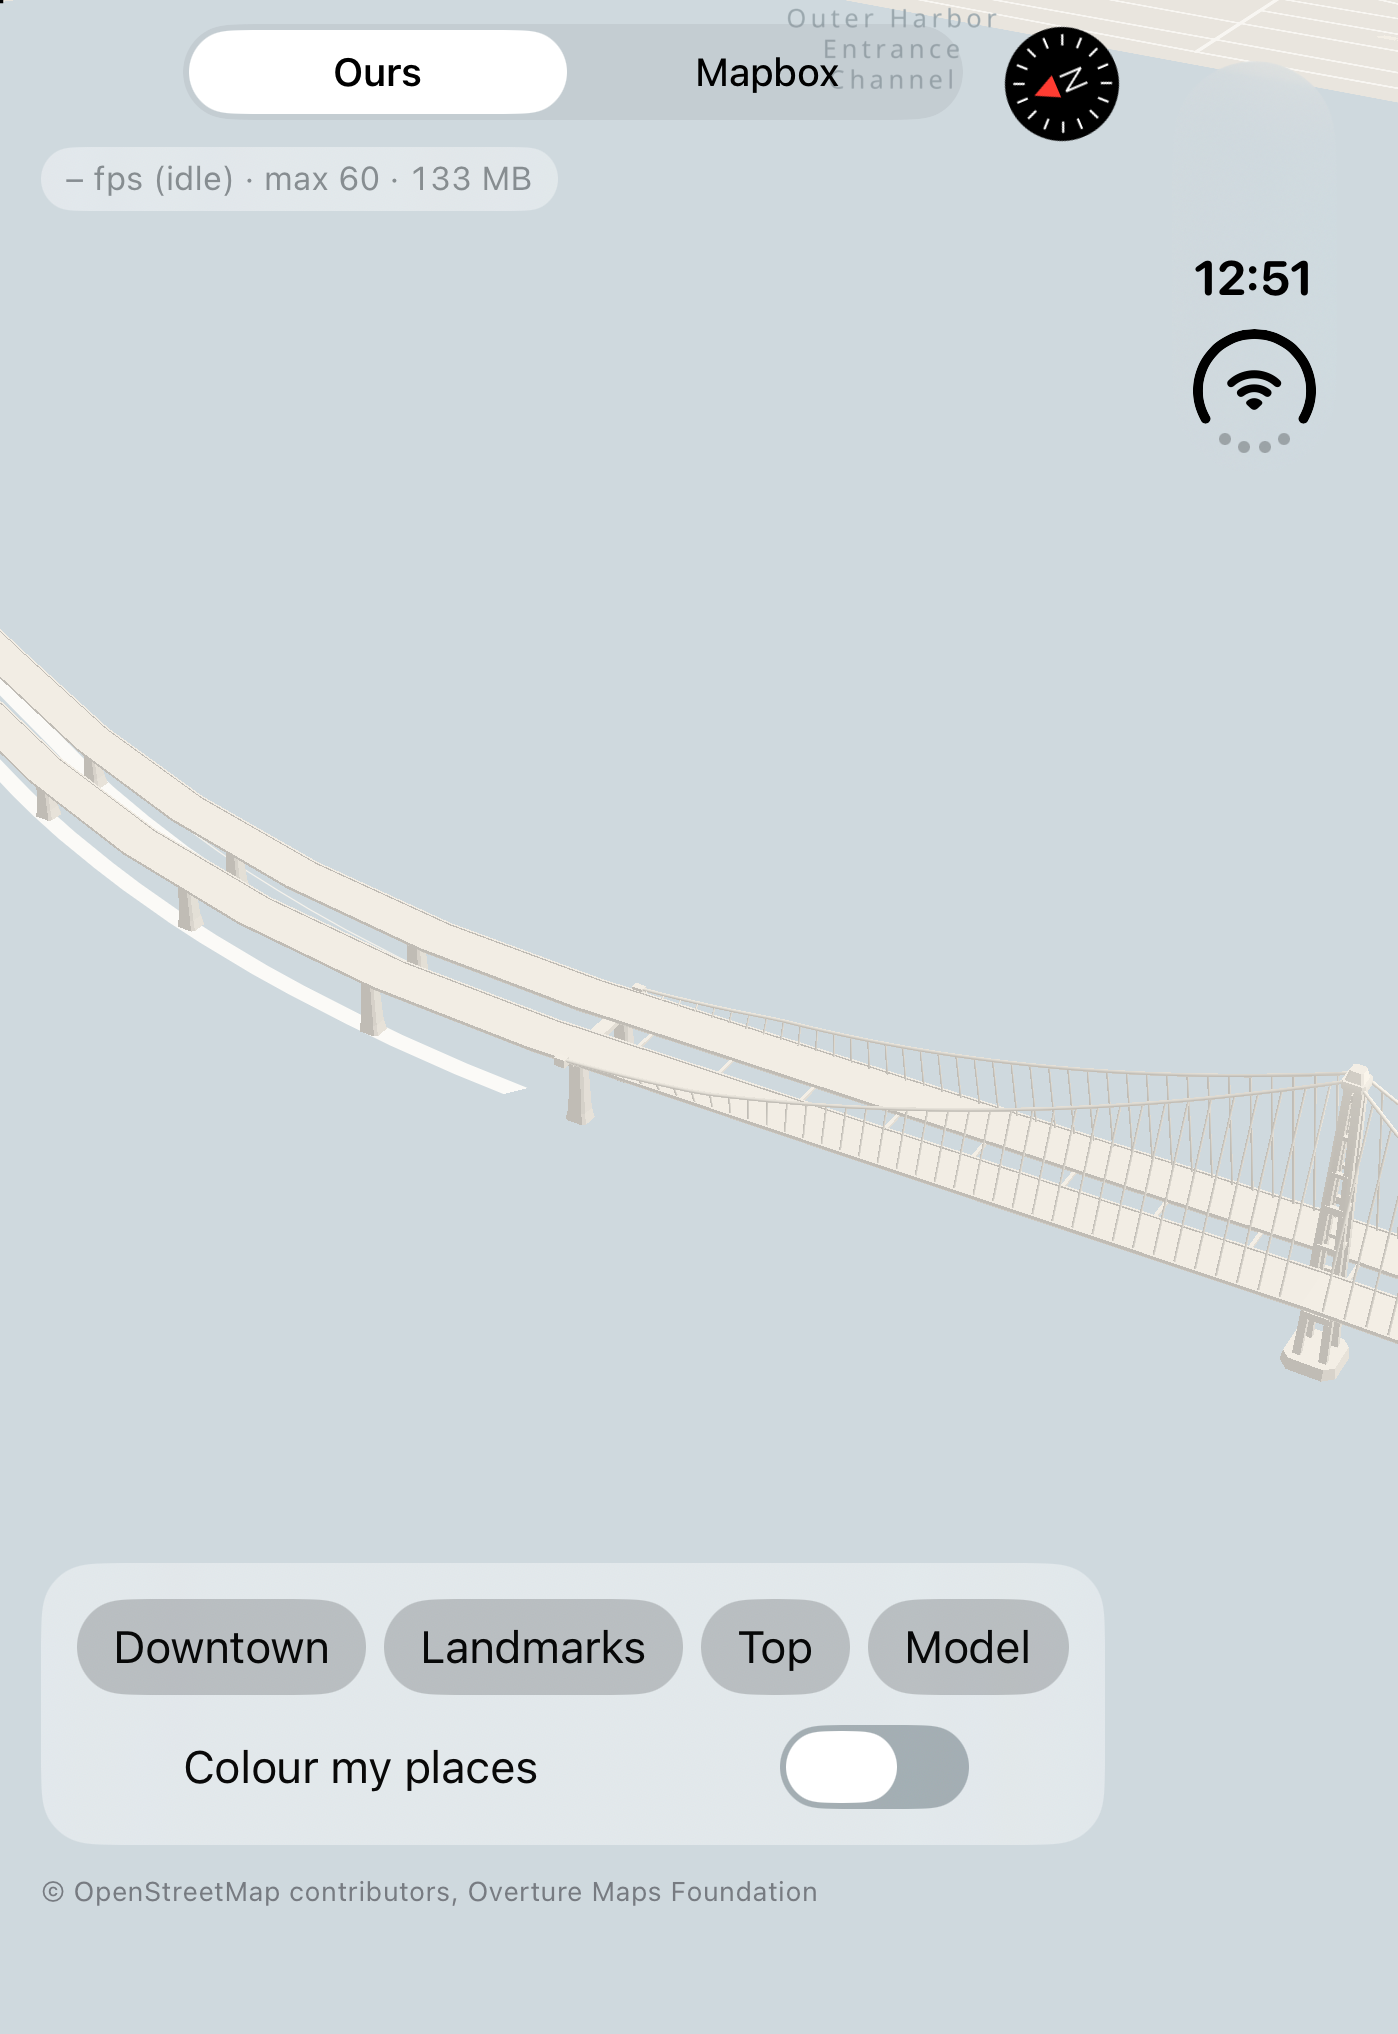 Outer Harbor
Entrance
Channel
Ours
Mapbox
N
– fps (idle) · max 60 · 133 MB
12:51
Downtown
Landmarks
Top
Model
Colour my places
© OpenStreetMap contributors, Overture Maps Foundation